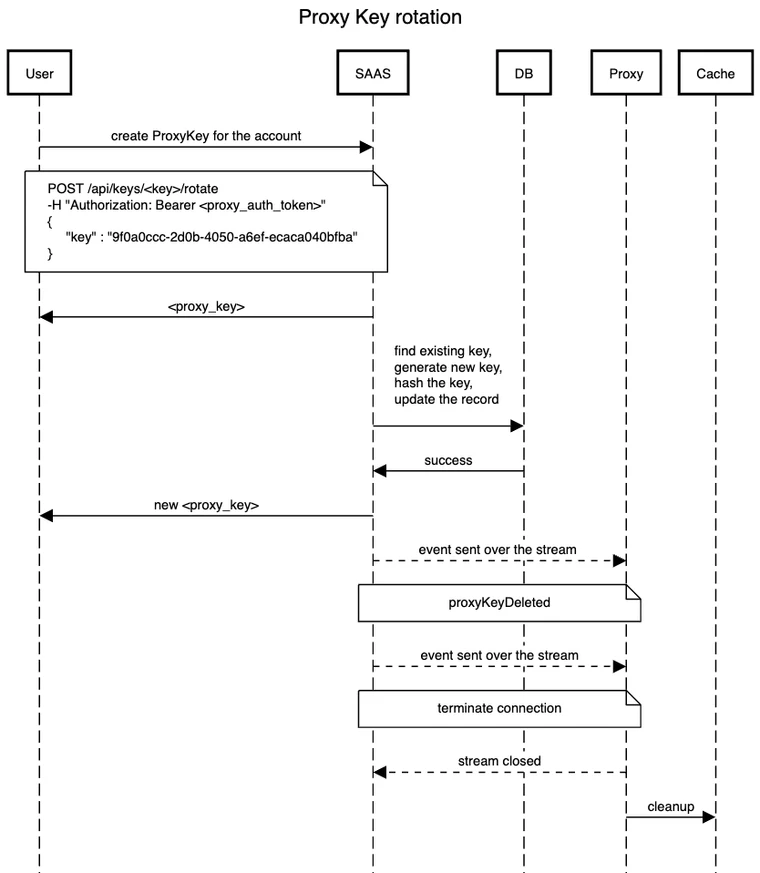 Proxy Key rotation
User
SAAS
DB
Proxy
Cache
create ProxyKey for the account
POST /api/keys/<key>/rotate
-H "Authorization: Bearer <proxy_auth_token>"
{
"key" : "9f0a0ccc-2d0b-4050-a6ef-ecaca040bfba"
}
<proxy_key>
find existing key,
generate new key,
hash the key,
update the record
success
new <proxy_key>
event sent over the stream
proxyKeyDeleted
event sent over the stream
terminate connection
stream closed
cleanup